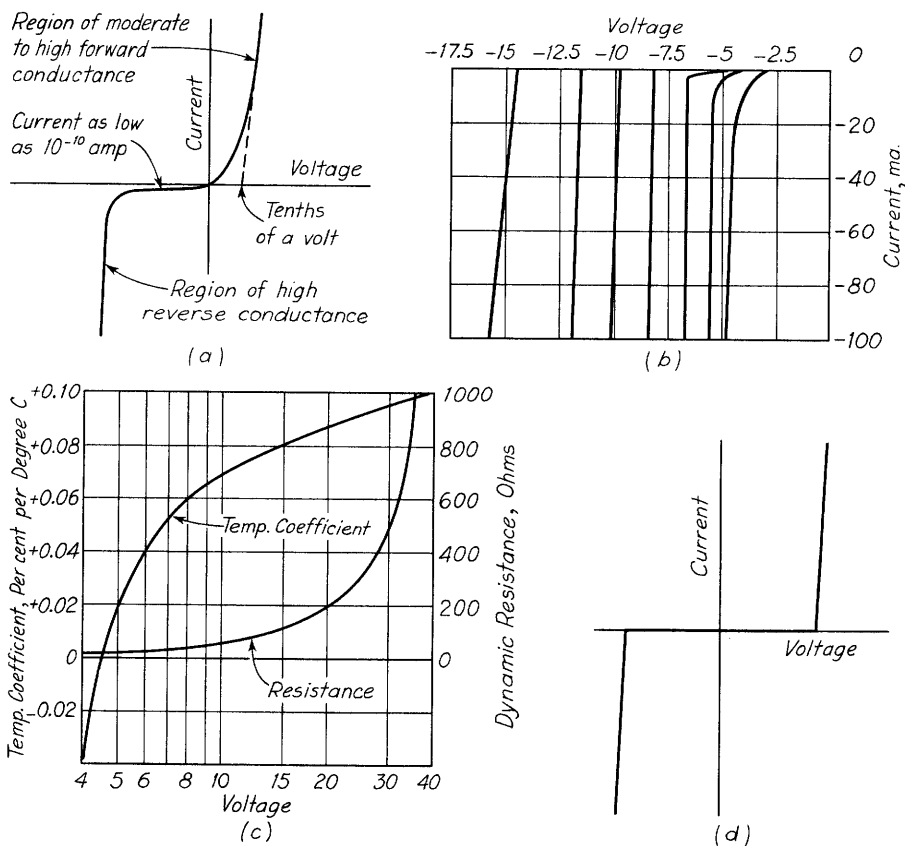 Region of moderate
to high forward
conductance
Current
Current as low
as 10⁻¹⁰ amp
Voltage
Tenths
of a volt
Region of high
reverse conductance
(a)
Voltage
-17.5 -15 -12.5 -10 -7.5 -5 -2.5 0
-20
-40
-60
-80
-100
Current, ma.
(b)
Temp. Coefficient, Per cent per Degree C
+0.10
+0.08
+0.06
+0.04
+0.02
0
-0.02
Temp. Coefficient
Resistance
1000
800
600
400
200
0
Dynamic Resistance, Ohms
4 5 6 7 8 10 15 20 30 40
Voltage
(c)
Current
Voltage
(d)